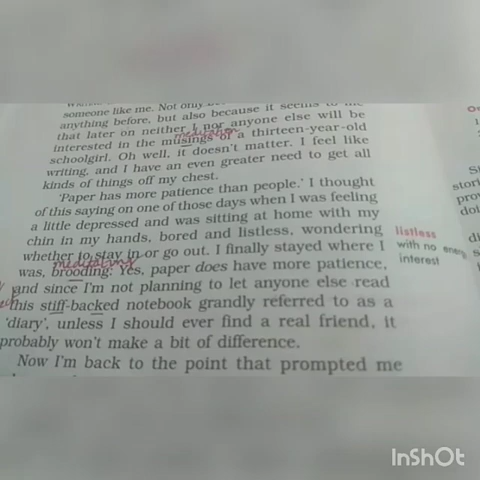 someone like me. Not only
anything before, but also because it seems to me
that later on neither I nor anyone else will be
meditation
interested in the musings of a thirteen-year-old
schoolgirl. Oh well, it doesn't matter. I feel like
writing, and I have an even greater need to get all
kinds of things off my chest.
'Paper has more patience than people.' I thought
of this saying on one of those days when I was feeling
a little depressed and was sitting at home with my
chin in my hands, bored and listless, wondering
whether to stay in or go out. I finally stayed where I
meditating
was, brooding: Yes, paper does have more patience,
and since I'm not planning to let anyone else read
this stiff-backed notebook grandly referred to as a
'diary', unless I should ever find a real friend, it
probably won't make a bit of difference.
Now I'm back to the point that prompted me
listless
with no energy
interest
InShOt